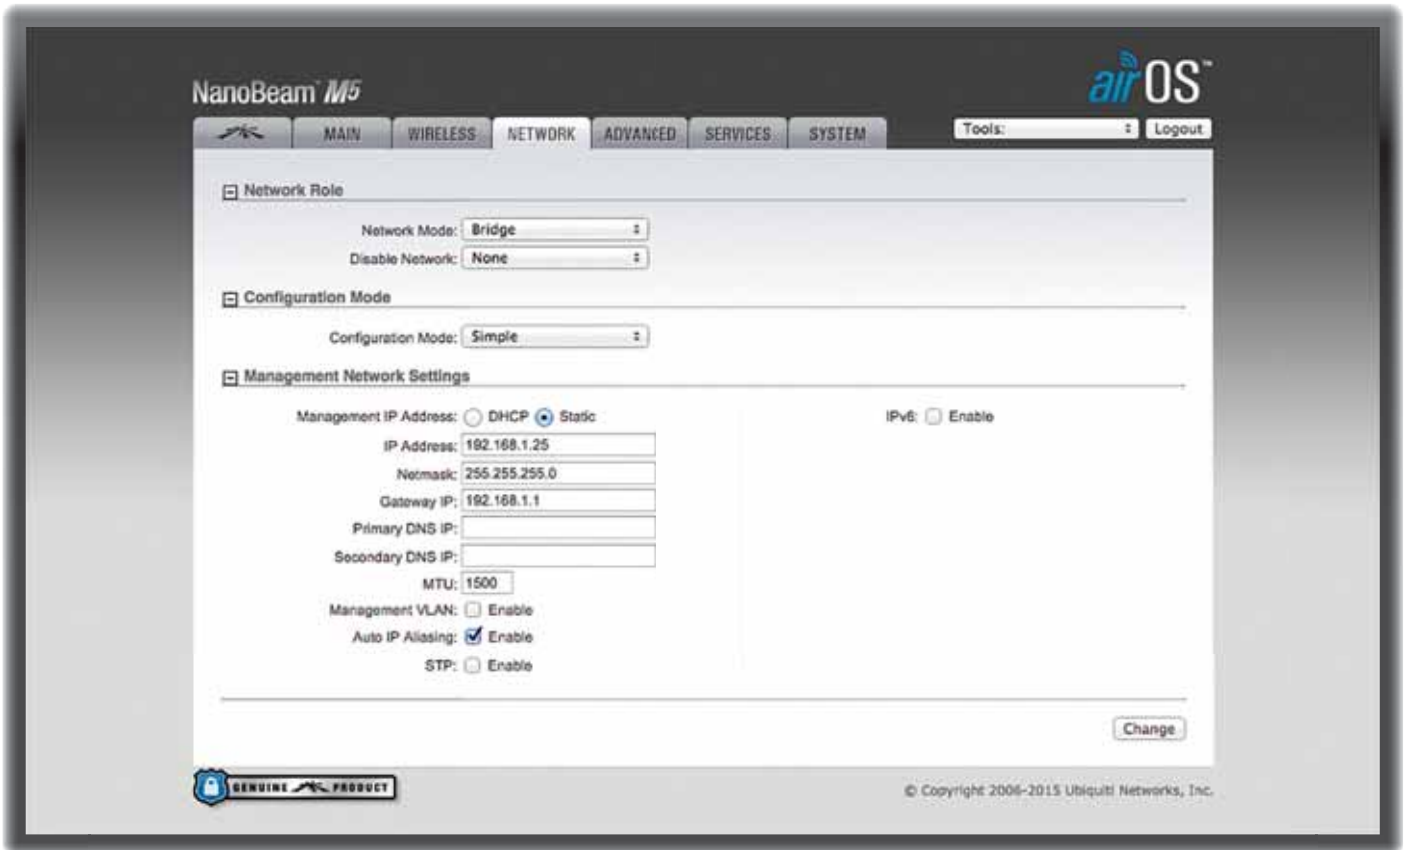 NanoBeam™ M5
airOS™
MAIN WIRELESS NETWORK ADVANCED SERVICES SYSTEM Tools: Logout
Network Role
Network Mode: Bridge
Disable Network: None
Configuration Mode
Configuration Mode: Simple
Management Network Settings
Management IP Address: DHCP Static IPv6: Enable
IP Address: 192.168.1.25
Netmask: 255.255.255.0
Gateway IP: 192.168.1.1
Primary DNS IP:
Secondary DNS IP:
MTU: 1500
Management VLAN: Enable
Auto IP Aliasing: Enable
STP: Enable
Change
GENUINE PRODUCT
© Copyright 2006-2015 Ubiquiti Networks, Inc.